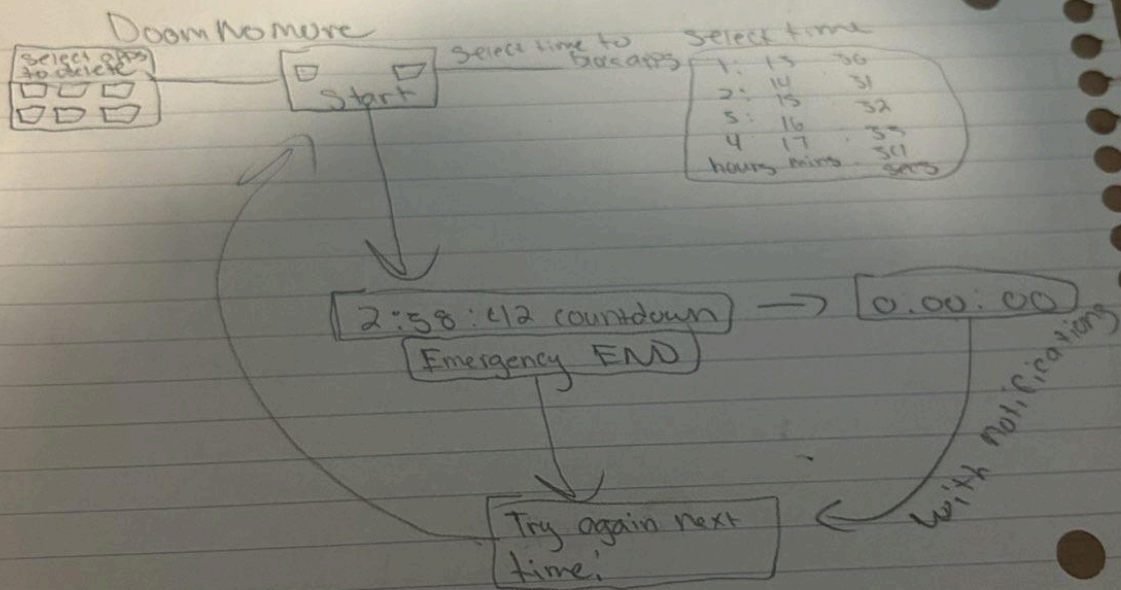 Doom No more
Select apps
to delete
Start
Select time to
Select time
1: 13 30
2: 14 31
3: 15 32
4 16 33
17 34
hours mins secs
2:58:42 countdown
Emergency END
0:00:00
with notifications
Try again next
time!